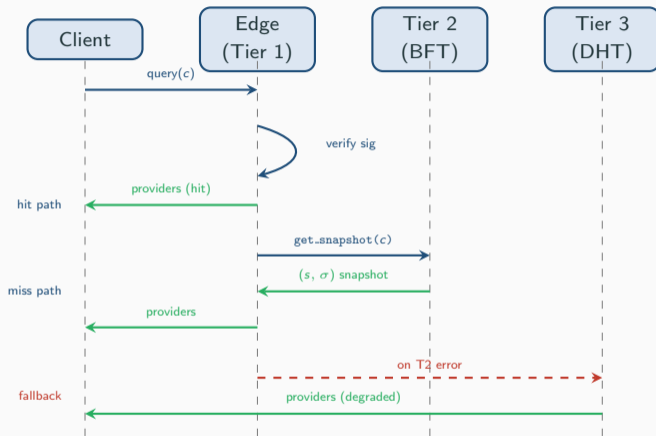 Client
Edge
(Tier 1)
Tier 2
(BFT)
Tier 3
(DHT)
query(c)
verify sig
providers (hit)
hit path
get_snapshot(c)
(s, σ) snapshot
miss path
providers
on T2 error
fallback
providers (degraded)